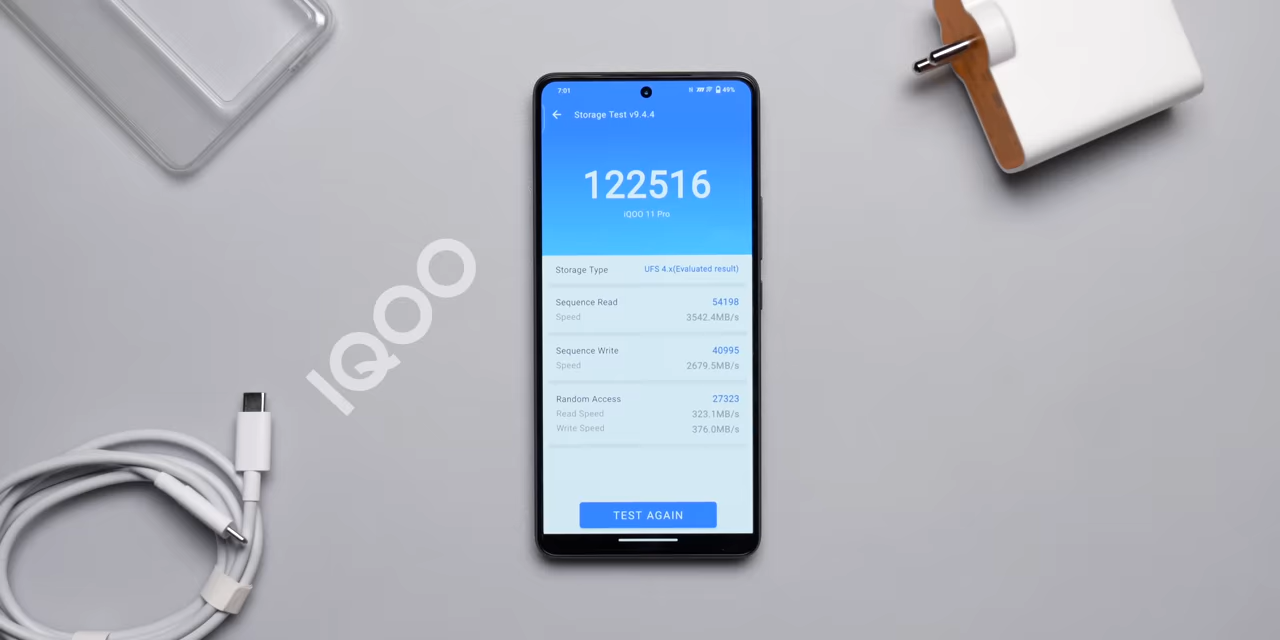 7:01
49%
Storage Test v9.4.4
122516
iQOO 11 Pro
Storage Type UFS 4.x(Evaluated result)
Sequence Read 54198
Speed 3542.4MB/s
Sequence Write 40995
Speed 2679.5MB/s
Random Access 27323
Read Speed 323.1MB/s
Write Speed 376.0MB/s
TEST AGAIN
IQOO